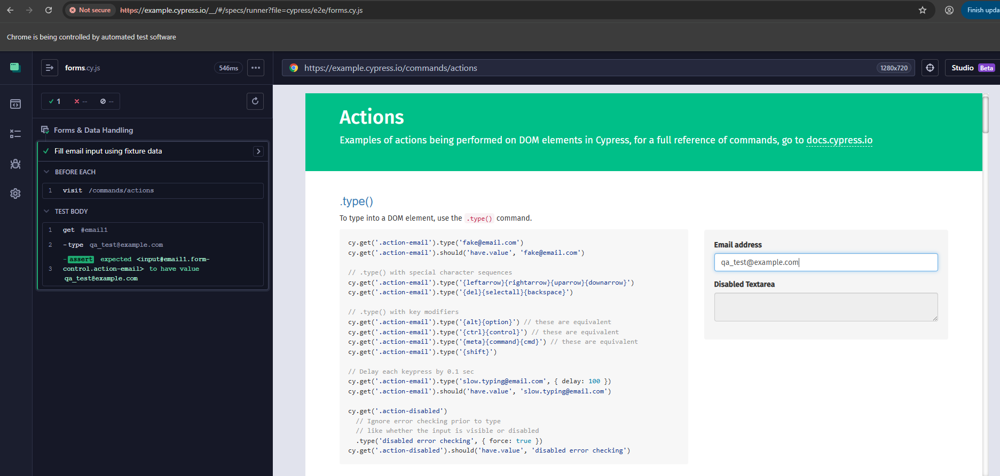 Not secure https://example.cypress.io/__/#/specs/runner?file=cypress/e2e/forms.cy.js
Finish upda
Chrome is being controlled by automated test software
forms.cy.js
546ms
1 -- --
Forms & Data Handling
Fill email input using fixture data
BEFORE EACH
1 visit /commands/actions
TEST BODY
1 get #email1
2 -type qa_test@example.com
-assert expected <input#email1.form-
3 control.action-email> to have value
qa_test@example.com
https://example.cypress.io/commands/actions
1280x720
Studio Beta
Actions
Examples of actions being performed on DOM elements in Cypress, for a full reference of commands, go to docs.cypress.io
.type()
To type into a DOM element, use the .type() command.
cy.get('.action-email').type('fake@email.com')
cy.get('.action-email').should('have.value', 'fake@email.com')
// .type() with special character sequences
cy.get('.action-email').type('{leftarrow}{rightarrow}{uparrow}{downarrow}')
cy.get('.action-email').type('{del}{selectall}{backspace}')
// .type() with key modifiers
cy.get('.action-email').type('{alt}{option}') // these are equivalent
cy.get('.action-email').type('{ctrl}{control}') // these are equivalent
cy.get('.action-email').type('{meta}{command}{cmd}') // these are equivalent
cy.get('.action-email').type('{shift}')
// Delay each keypress by 0.1 sec
cy.get('.action-email').type('slow.typing@email.com', { delay: 100 })
cy.get('.action-email').should('have.value', 'slow.typing@email.com')
cy.get('.action-disabled')
// Ignore error checking prior to type
// like whether the input is visible or disabled
.type('disabled error checking', { force: true })
cy.get('.action-disabled').should('have.value', 'disabled error checking')
Email address
qa_test@example.com
Disabled Textarea